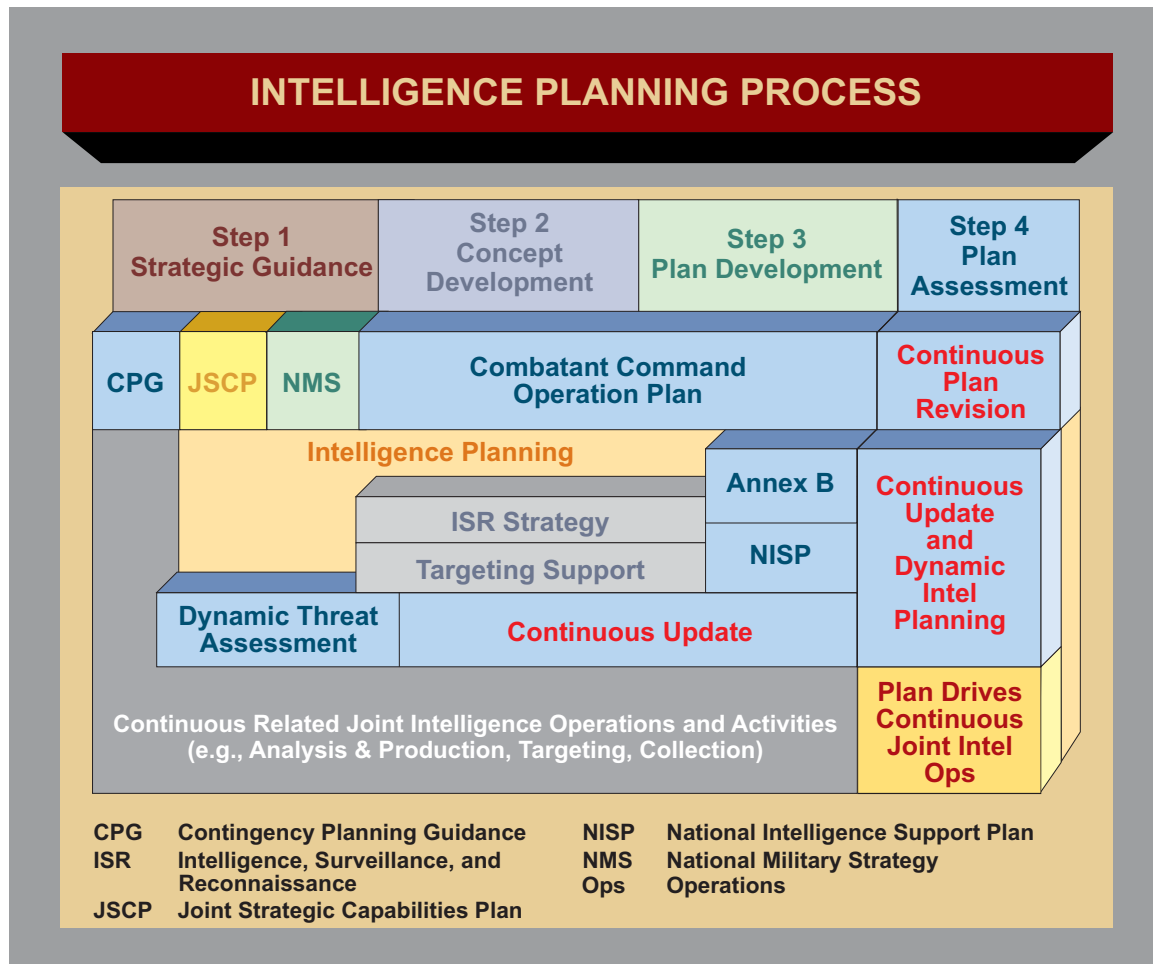 INTELLIGENCE PLANNING PROCESS
Step 1
Strategic Guidance
Step 2
Concept
Development
Step 3
Plan Development
Step 4
Plan
Assessment
CPG
JSCP
NMS
Combatant Command
Operation Plan
Continuous
Plan
Revision
Intelligence Planning
Annex B
ISR Strategy
NISP
Targeting Support
Continuous
Update
and
Dynamic
Intel
Planning
Dynamic Threat
Assessment
Continuous Update
Continuous Related Joint Intelligence Operations and Activities
(e.g., Analysis & Production, Targeting, Collection)
Plan Drives
Continuous
Joint Intel
Ops
CPG Contingency Planning Guidance
ISR Intelligence, Surveillance, and
Reconnaissance
JSCP Joint Strategic Capabilities Plan
NISP National Intelligence Support Plan
NMS National Military Strategy
Ops Operations